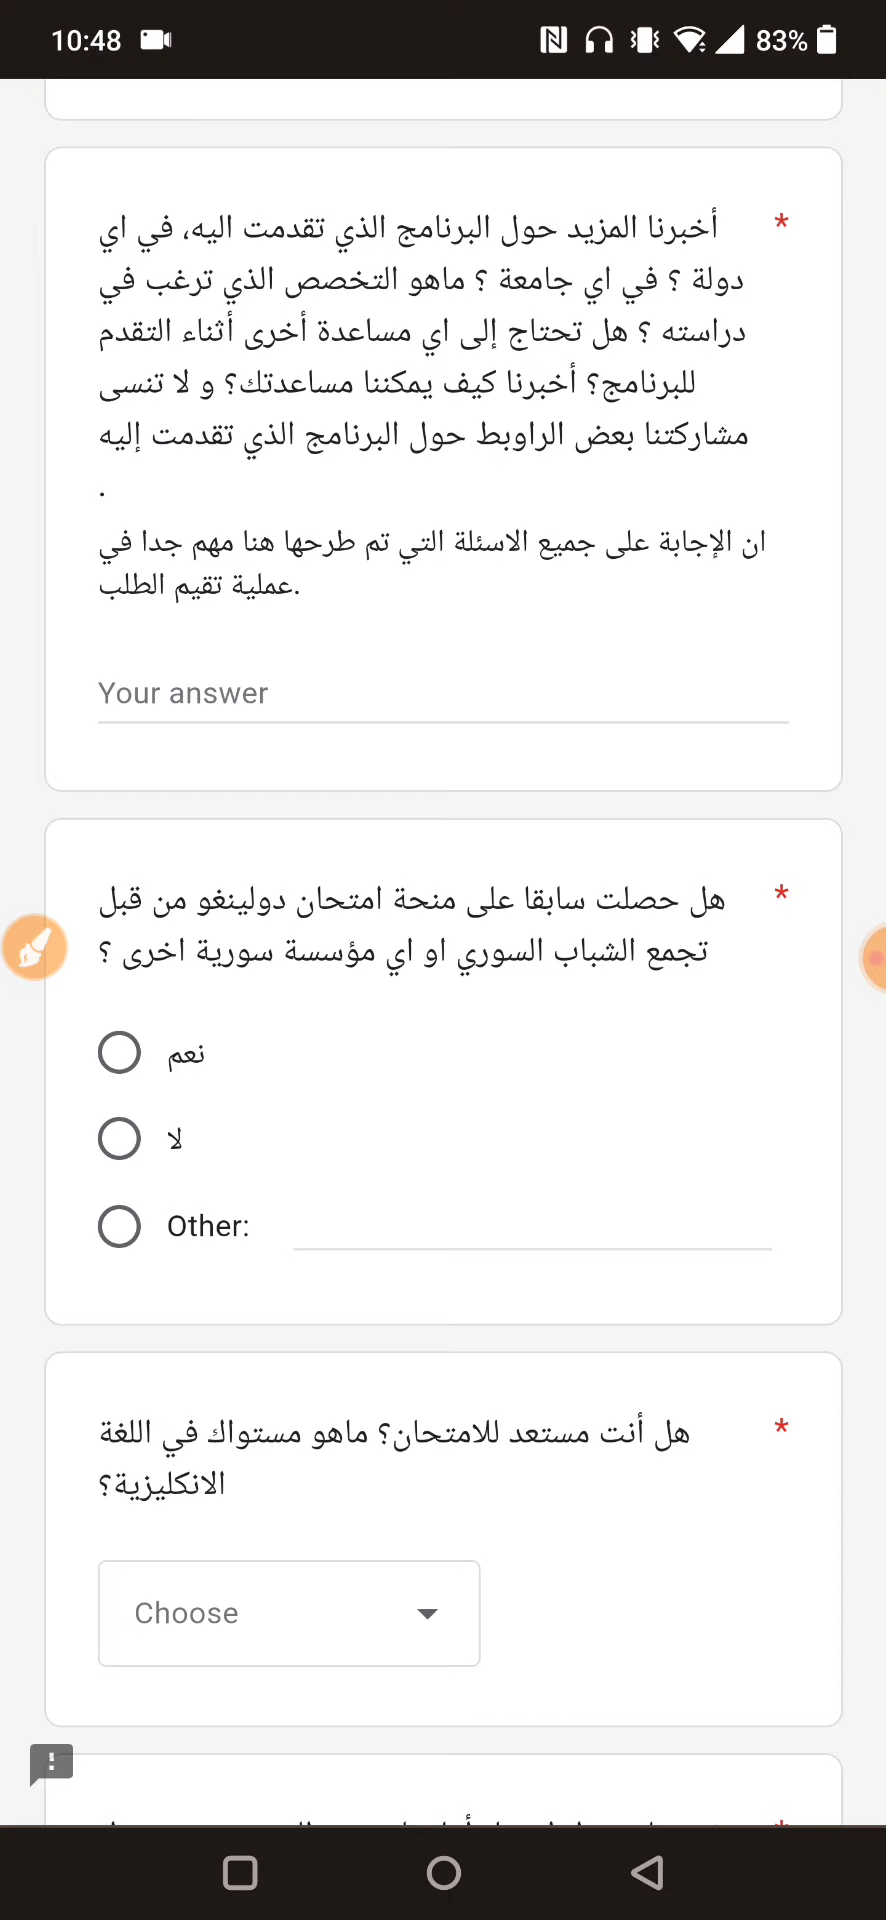 10:48
83%
أخبرنا المزيد حول البرنامج الذي تقدمت اليه، في اي *
دولة ؟ في اي جامعة ؟ ماهو التخصص الذي ترغب في
دراسته ؟ هل تحتاج إلى اي مساعدة أخرى أثناء التقدم
للبرنامج؟ أخبرنا كيف يمكننا مساعدتك؟ و لا تنسى
مشاركتنا بعض الراوبط حول البرنامج الذي تقدمت إليه
.
ان الإجابة على جميع الاسئلة التي تم طرحها هنا مهم جدا في
عملية تقيم الطلب.
Your answer
هل حصلت سابقا على منحة امتحان دولينغو من قبل *
تجمع الشباب السوري او اي مؤسسة سورية اخرى ؟
نعم
لا
Other:
هل أنت مستعد للامتحان؟ ماهو مستواك في اللغة *
الانكليزية؟
Choose